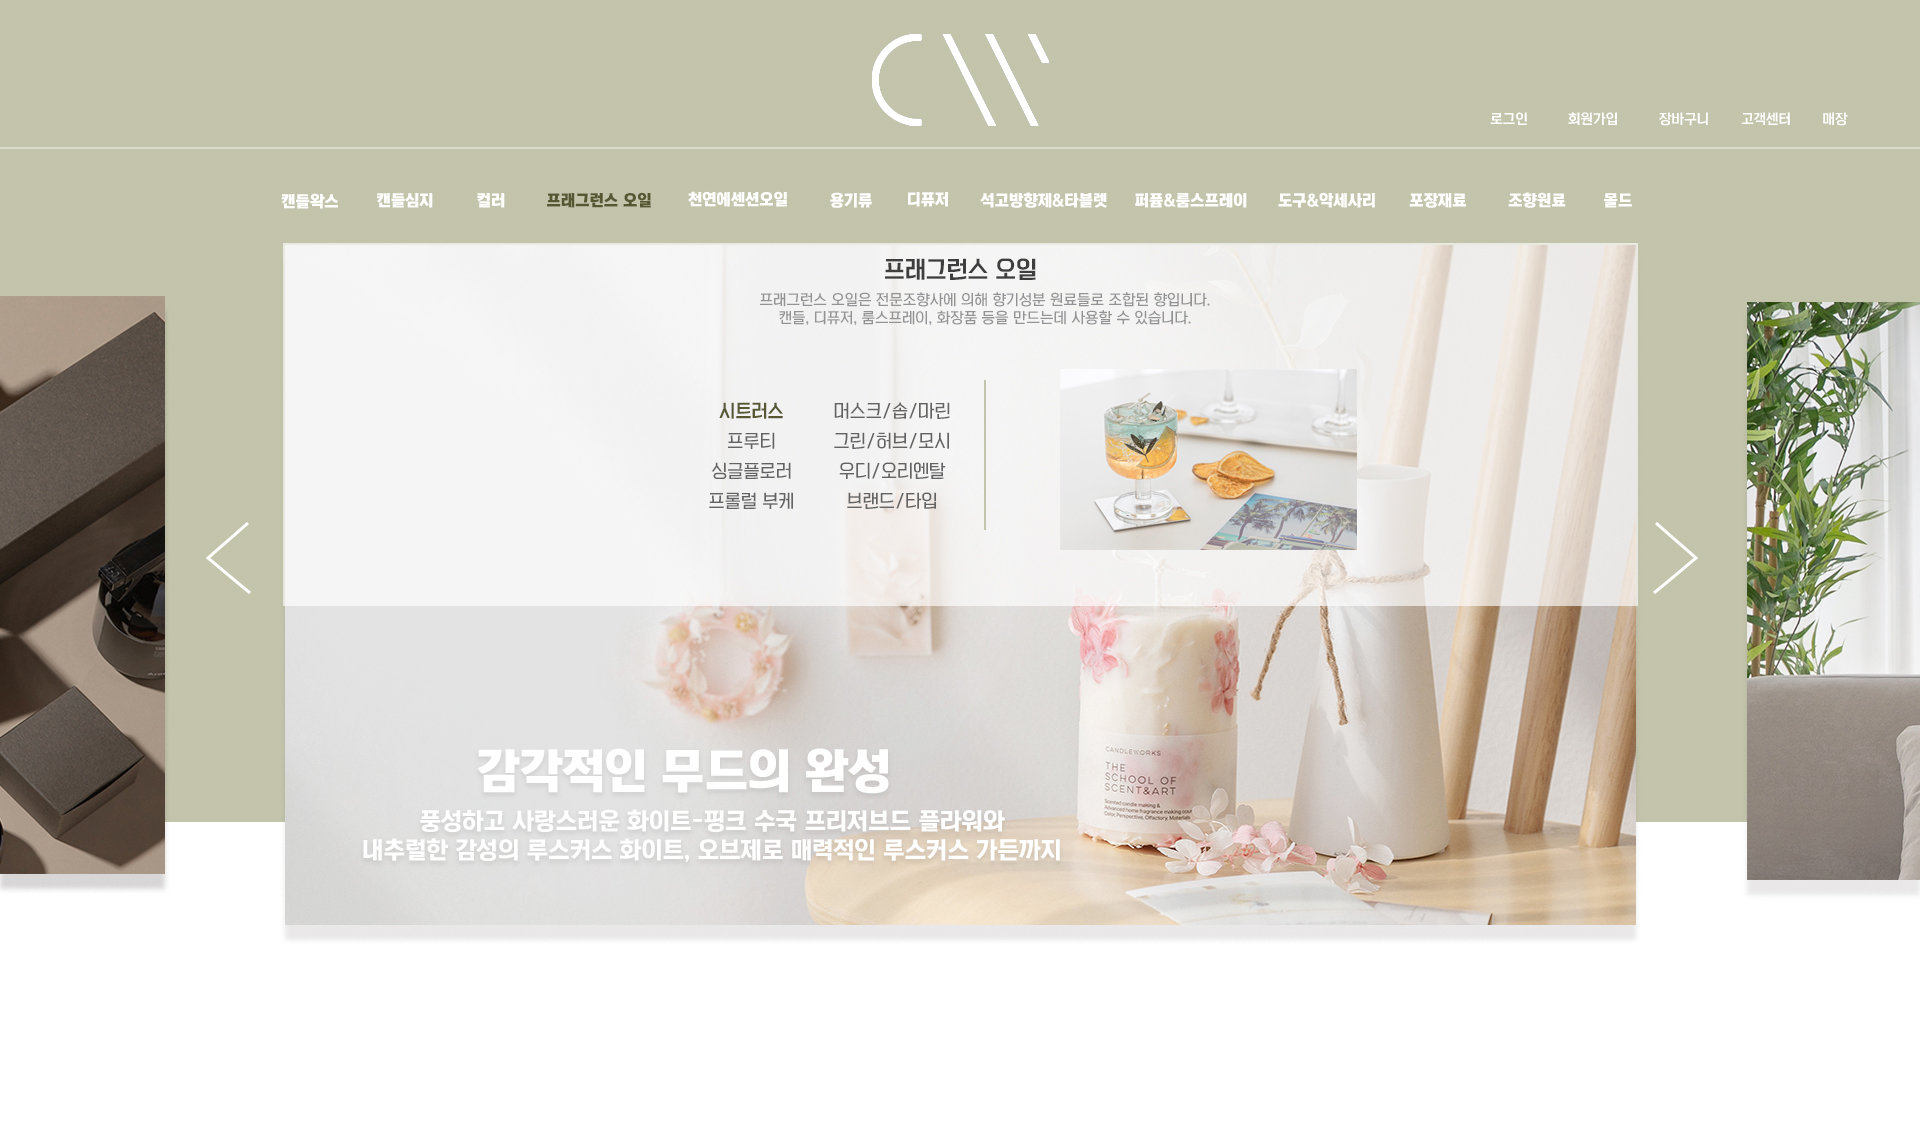 CW
로그인 회원가입 장바구니 고객센터 매장
캔들왁스 캔들심지 컬러 프래그런스 오일 천연에센션오일 용기류 디퓨저 석고방향제&타블렛 퍼퓸&룸스프레이 도구&악세사리 포장재료 조향원료 몰드
프래그런스 오일
프래그런스 오일은 전문조향사에 의해 향기성분 원료들로 조합된 향입니다.
캔들, 디퓨저, 룸스프레이, 화장품 등을 만드는데 사용할 수 있습니다.
시트러스 머스크/솝/마린
프루티 그린/허브/모시
싱글플로러 우디/오리엔탈
프롤럴 부케 브랜드/타입
감각적인 무드의 완성
풍성하고 사랑스러운 화이트-핑크 수국 프리저브드 플라워와
내추럴한 감성의 루스커스 화이트, 오브제로 매력적인 루스커스 가든까지
CANDLEWORKS
THE
SCHOOL OF
SCENT&ART
Scented candle making &
Advanced home fragrance making our
Color, Perspective, Olfactory, Materials